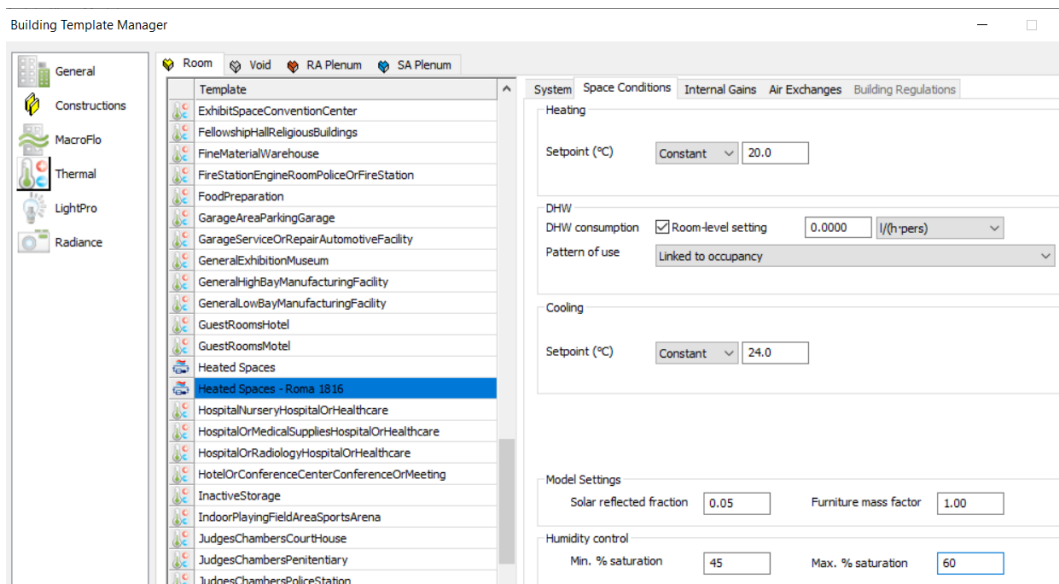 Building Template Manager
General
Constructions
MacroFlo
Thermal
LightPro
Radiance
Room Void RA Plenum SA Plenum
Template
ExhibitSpaceConventionCenter
FellowshipHallReligiousBuildings
FineMaterialWarehouse
FireStationEngineRoomPoliceOrFireStation
FoodPreparation
GarageAreaParkingGarage
GarageServiceOrRepairAutomotiveFacility
GeneralExhibitionMuseum
GeneralHighBayManufacturingFacility
GeneralLowBayManufacturingFacility
GuestRoomsHotel
GuestRoomsMotel
Heated Spaces
Heated Spaces - Roma 1816
HospitalNurseryHospitalOrHealthcare
HospitalOrMedicalSuppliesHospitalOrHealthcare
HospitalOrRadiologyHospitalOrHealthcare
HotelOrConferenceCenterConferenceOrMeeting
InactiveStorage
IndoorPlayingFieldAreaSportsArena
JudgesChambersCourtHouse
JudgesChambersPenitentiary
JudgesChambersPoliceStation
System Space Conditions Internal Gains Air Exchanges Building Regulations
Heating
Setpoint (°C) Constant 20.0
DHW
DHW consumption Room-level setting 0.0000 l/(h·pers)
Pattern of use Linked to occupancy
Cooling
Setpoint (°C) Constant 24.0
Model Settings
Solar reflected fraction 0.05 Furniture mass factor 1.00
Humidity control
Min. % saturation 45 Max. % saturation 60